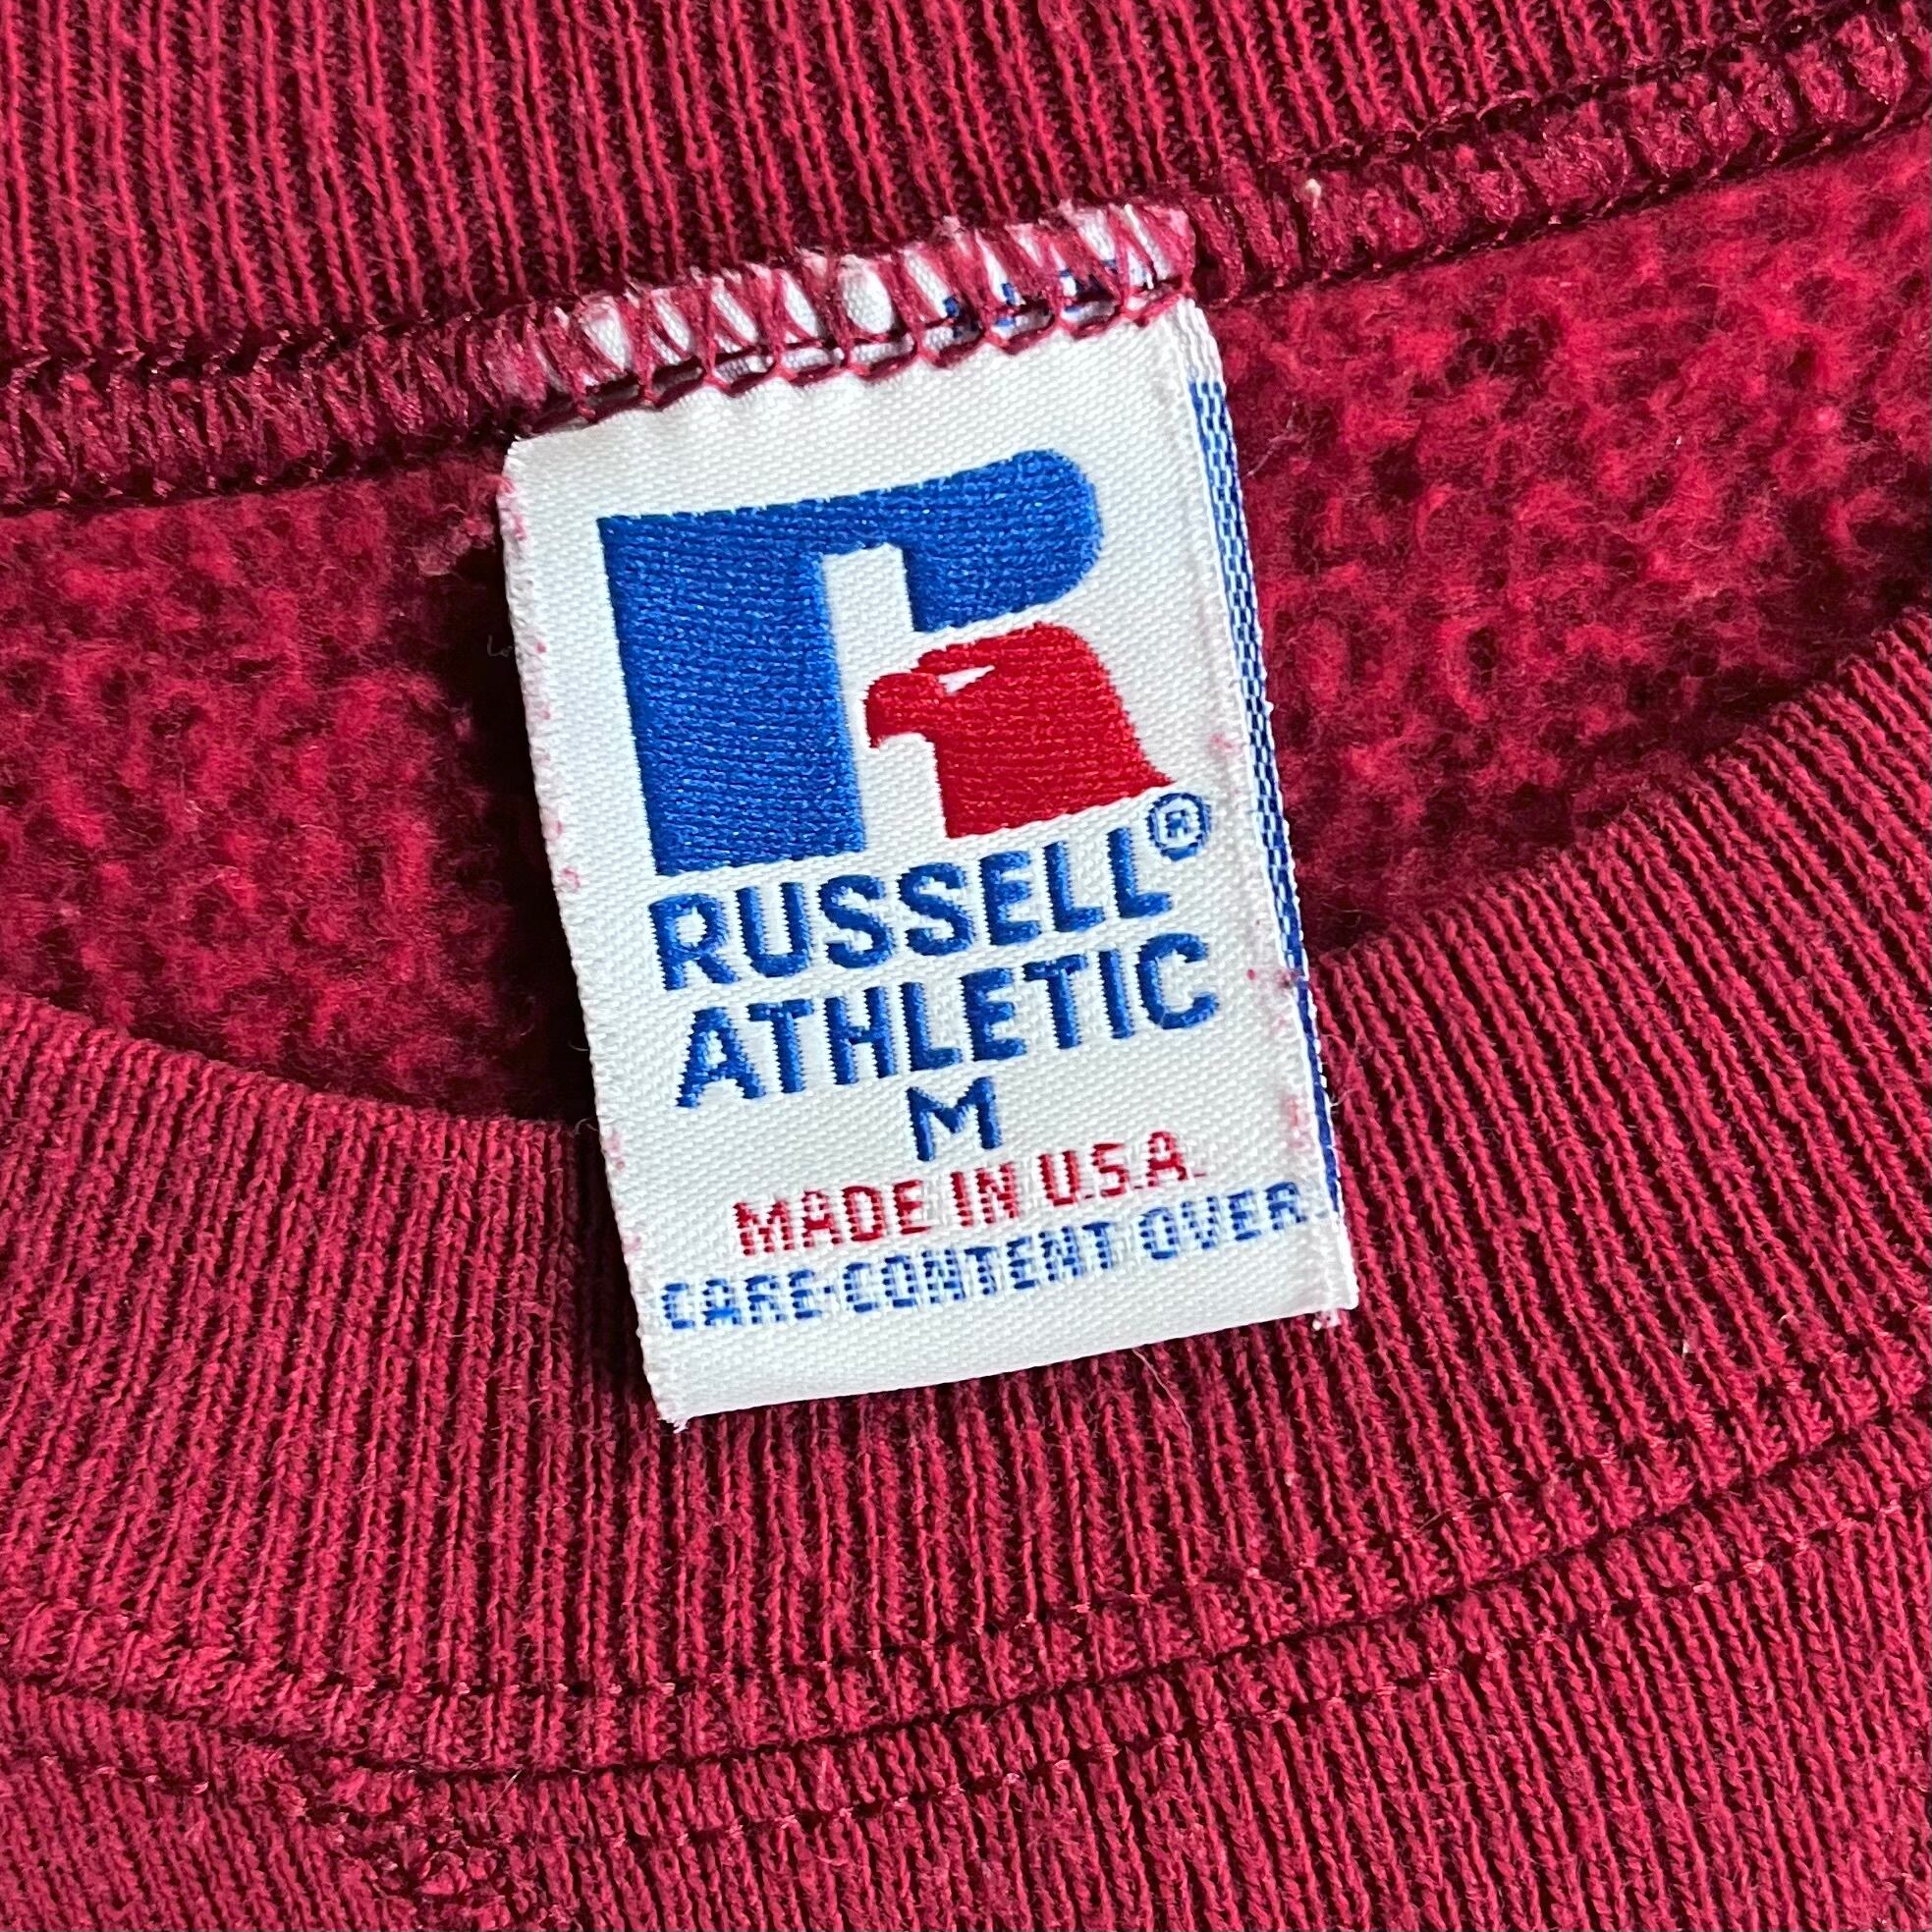 R
RUSSELL®
ATHLETIC
M
MADE IN U.S.A.
CARE-CONTENT OVER